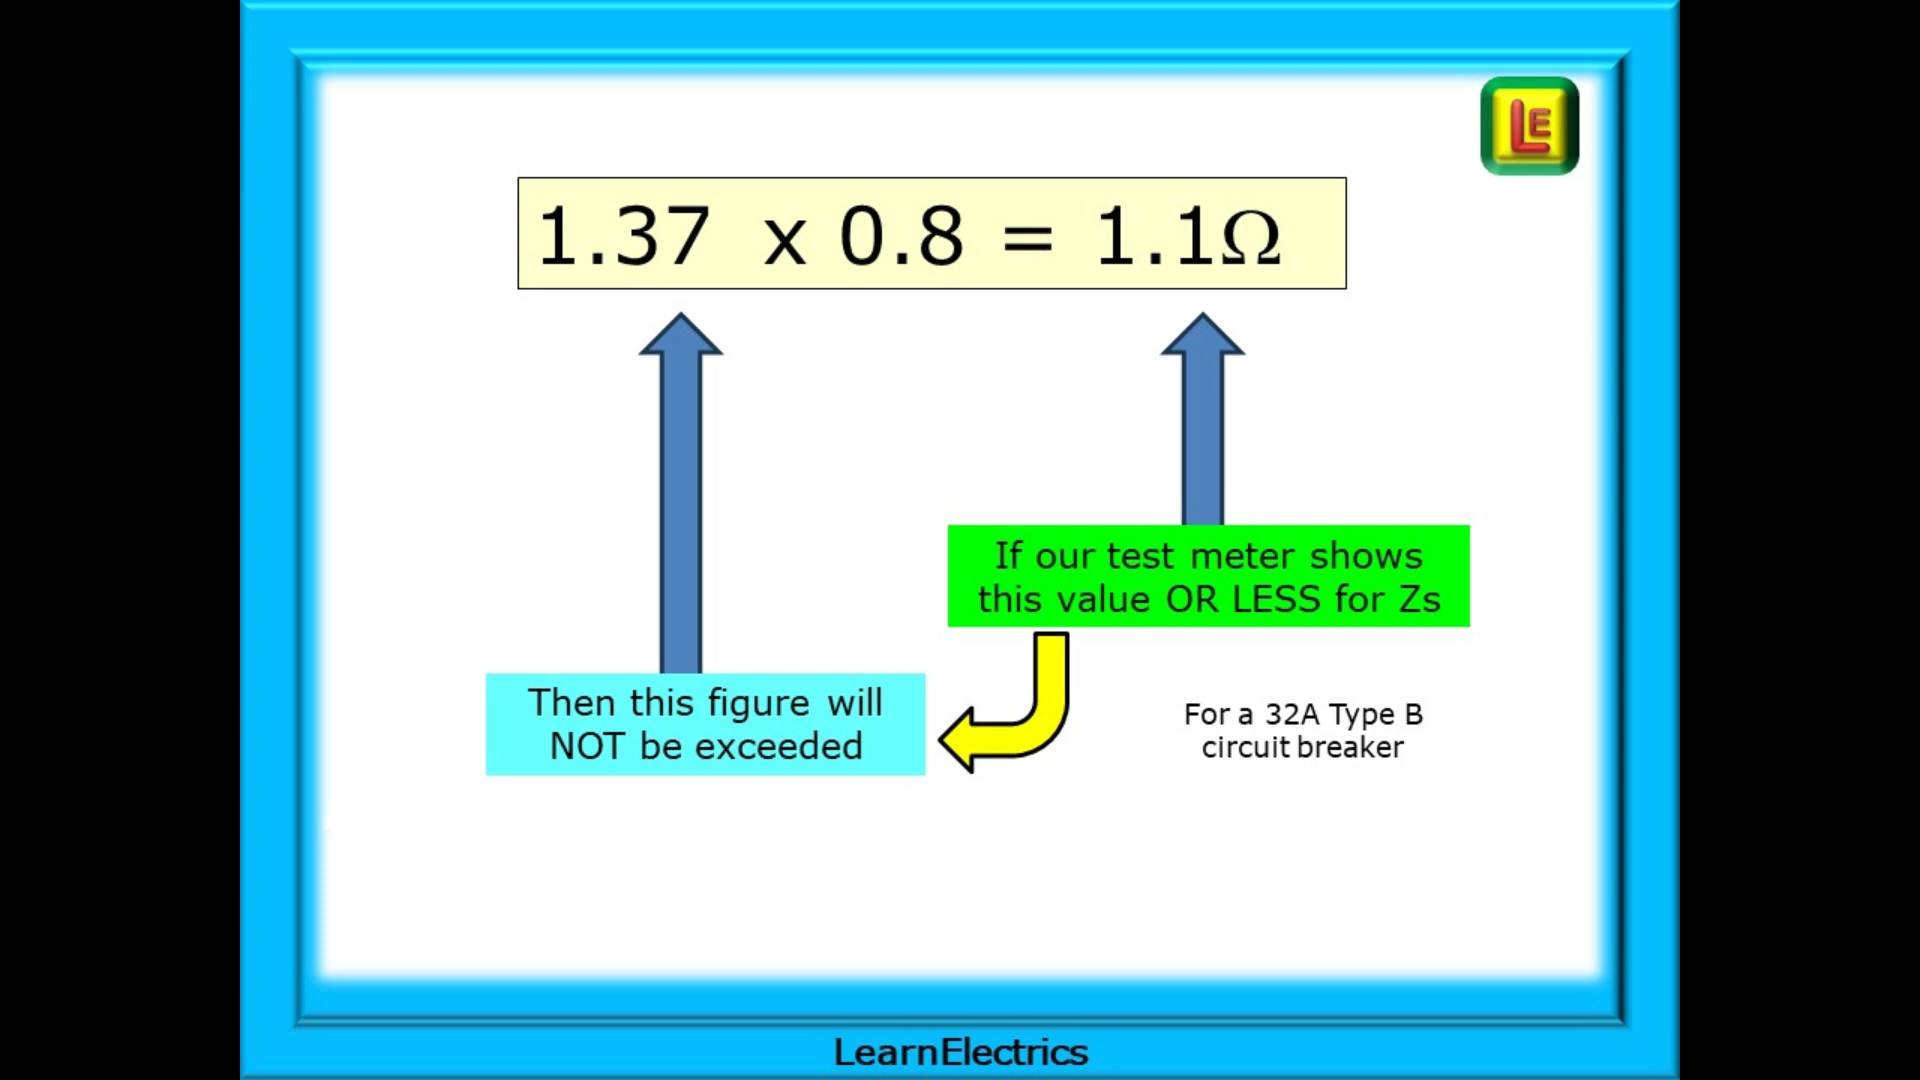 LE
1.37 x 0.8 = 1.1Ω
If our test meter shows
this value OR LESS for Zs
Then this figure will
NOT be exceeded
For a 32A Type B
circuit breaker
LearnElectrics